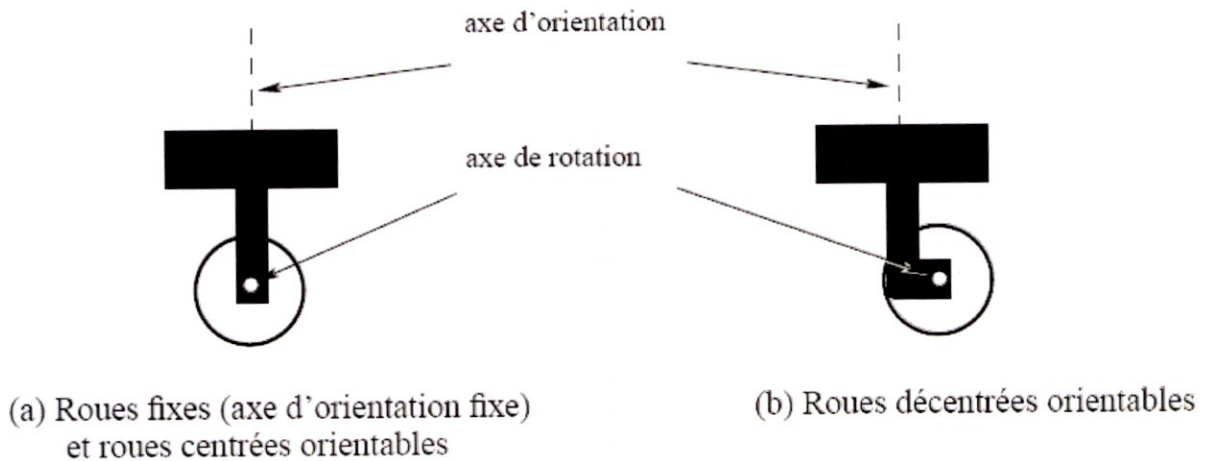 axe d'orientation
axe de rotation
(a) Roues fixes (axe d'orientation fixe)
et roues centrées orientables
(b) Roues décentrées orientables